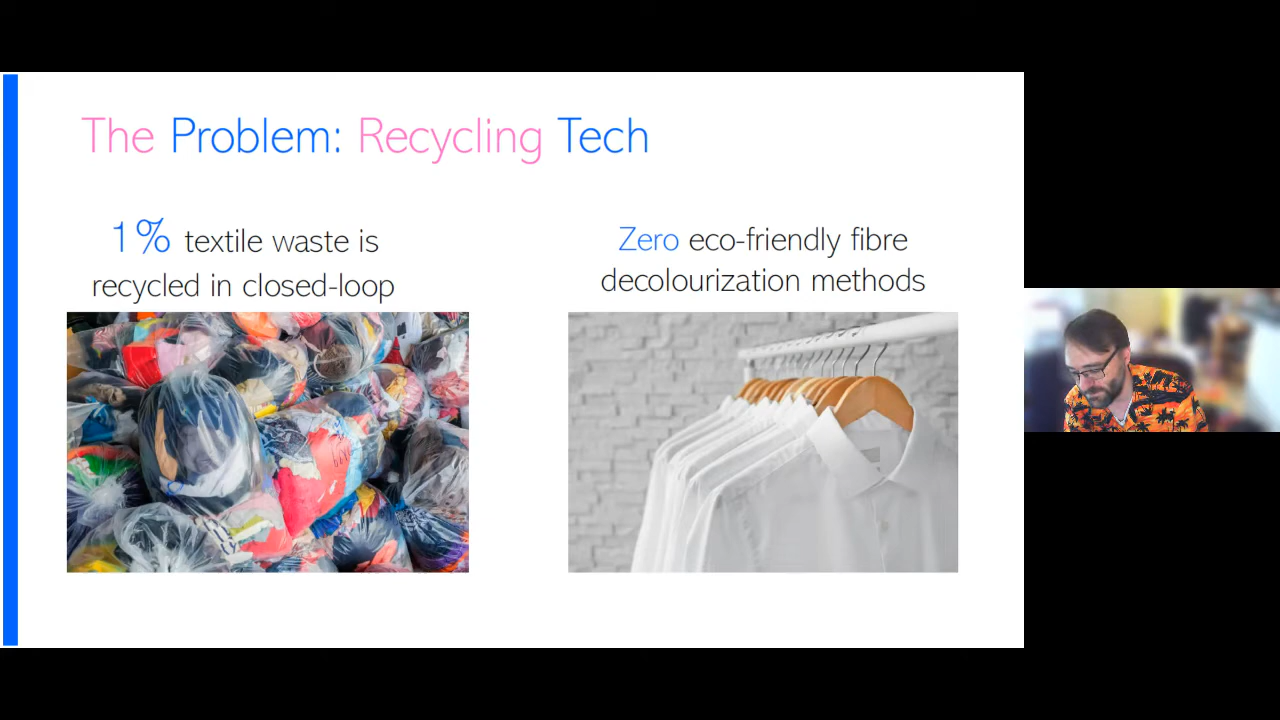 The Problem: Recycling Tech
1% textile waste is
recycled in closed-loop
Zero eco-friendly fibre
decolourization methods